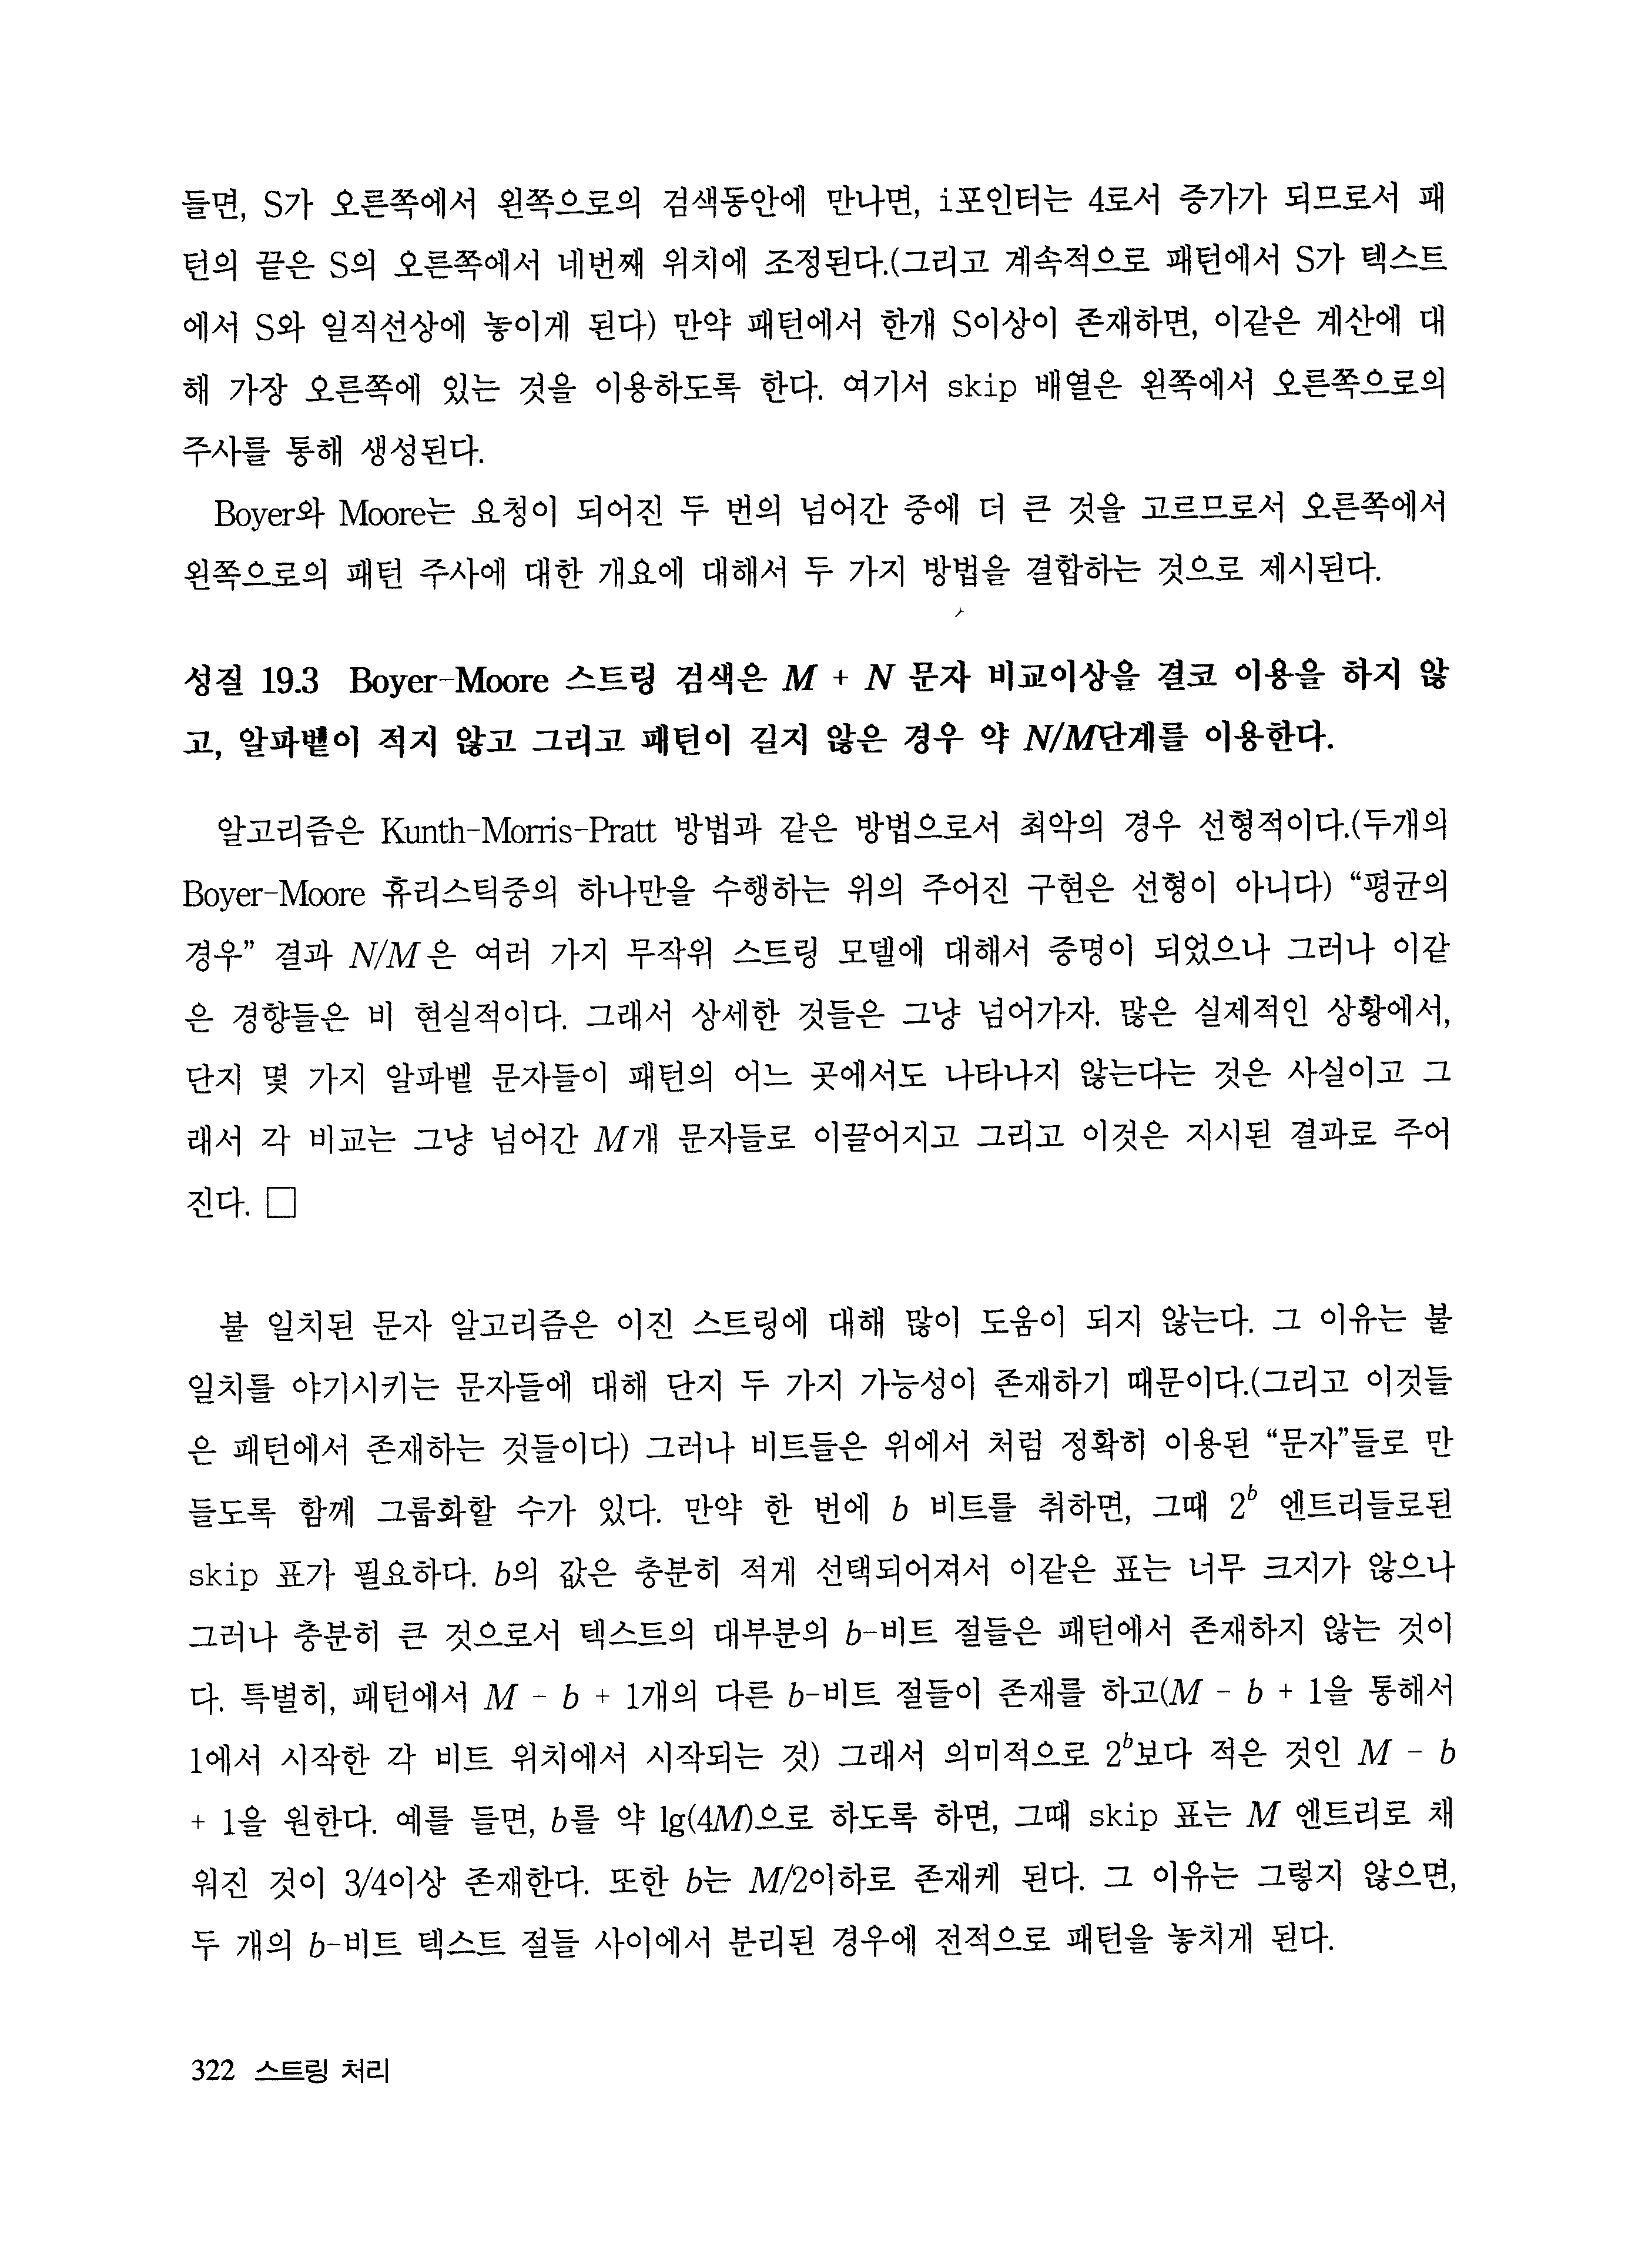 들면, S가 오른쪽에서 왼쪽으로의 검색동안에 만나면, i포인터는 4로서 증가가 되므로서 패
턴의 끝은 S의 오른쪽에서 네번째 위치에 조정된다.(그리고 계속적으로 패턴에서 S가 텍스트
에서 S와 일직선상에 놓이게 된다) 만약 패턴에서 한개 S이상이 존재하면, 이같은 계산에 대
해 가장 오른쪽에 있는 것을 이용하도록 한다. 여기서 skip 배열은 왼쪽에서 오른쪽으로의
주사를 통해 생성된다.
Boyer와 Moore는 요청이 되어진 두 번의 넘어간 중에 더 큰 것을 고르므로서 오른쪽에서
왼쪽으로의 패턴 주사에 대한 개요에 대해서 두 가지 방법을 결합하는 것으로 제시된다.
성질 19.3 Boyer-Moore 스트링 검색은 M + N 문자 비교이상을 결코 이용을 하지 않
고, 알파벹이 적지 않고 그리고 패턴이 길지 않은 경우 약 N/M단계를 이용한다.
알고리즘은 Kunth-Morris-Pratt 방법과 같은 방법으로서 최악의 경우 선형적이다.(두개의
Boyer-Moore 휴리스틱중의 하나만을 수행하는 위의 주어진 구현은 선형이 아니다) “평균의
경우” 결과 N/M은 여러 가지 무작위 스트링 모델에 대해서 증명이 되었으나 그러나 이같
은 경향들은 비 현실적이다. 그래서 상세한 것들은 그냥 넘어가자. 많은 실제적인 상황에서,
단지 몇 가지 알파벹 문자들이 패턴의 어느 곳에서도 나타나지 않는다는 것은 사실이고 그
래서 각 비교는 그냥 넘어간 M개 문자들로 이끌어지고 그리고 이것은 지시된 결과로 주어
진다. □
불 일치된 문자 알고리즘은 이진 스트링에 대해 많이 도움이 되지 않는다. 그 이유는 불
일치를 야기시키는 문자들에 대해 단지 두 가지 가능성이 존재하기 때문이다.(그리고 이것들
은 패턴에서 존재하는 것들이다) 그러나 비트들은 위에서 처럼 정확히 이용된 “문자”들로 만
들도록 함께 그룹화할 수가 있다. 만약 한 번에 b 비트를 취하면, 그때 2ᵇ 엔트리들로된
skip 표가 필요하다. b의 값은 충분히 적게 선택되어져서 이같은 표는 너무 크지가 않으나
그러나 충분히 큰 것으로서 텍스트의 대부분의 b-비트 절들은 패턴에서 존재하지 않는 것이
다. 특별히, 패턴에서 M - b + 1개의 다른 b-비트 절들이 존재를 하고(M - b + 1을 통해서
1에서 시작한 각 비트 위치에서 시작되는 것) 그래서 의미적으로 2ᵇ보다 적은 것인 M - b
+ 1을 원한다. 예를 들면, b를 약 lg(4M)으로 하도록 하면, 그때 skip 표는 M 엔트리로 채
워진 것이 3/4이상 존재한다. 또한 b는 M/2이하로 존재케 된다. 그 이유는 그렇지 않으면,
두 개의 b-비트 텍스트 절들 사이에서 분리된 경우에 전적으로 패턴을 놓치게 된다.
322 스트링 처리